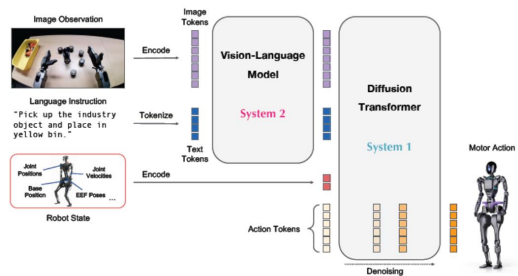 Image Observation
Image
Tokens
Encode
Vision-Language
Model
System 2
Language Instruction
"Pick up the industry
object and place in
yellow bin."
Tokenize
Text
Tokens
Diffusion
Transformer
System 1
Joint
Positions
Joint
Velocities
Base
Position
EEF Poses
...
Robot State
Encode
Action Tokens
Motor Action
Denoising